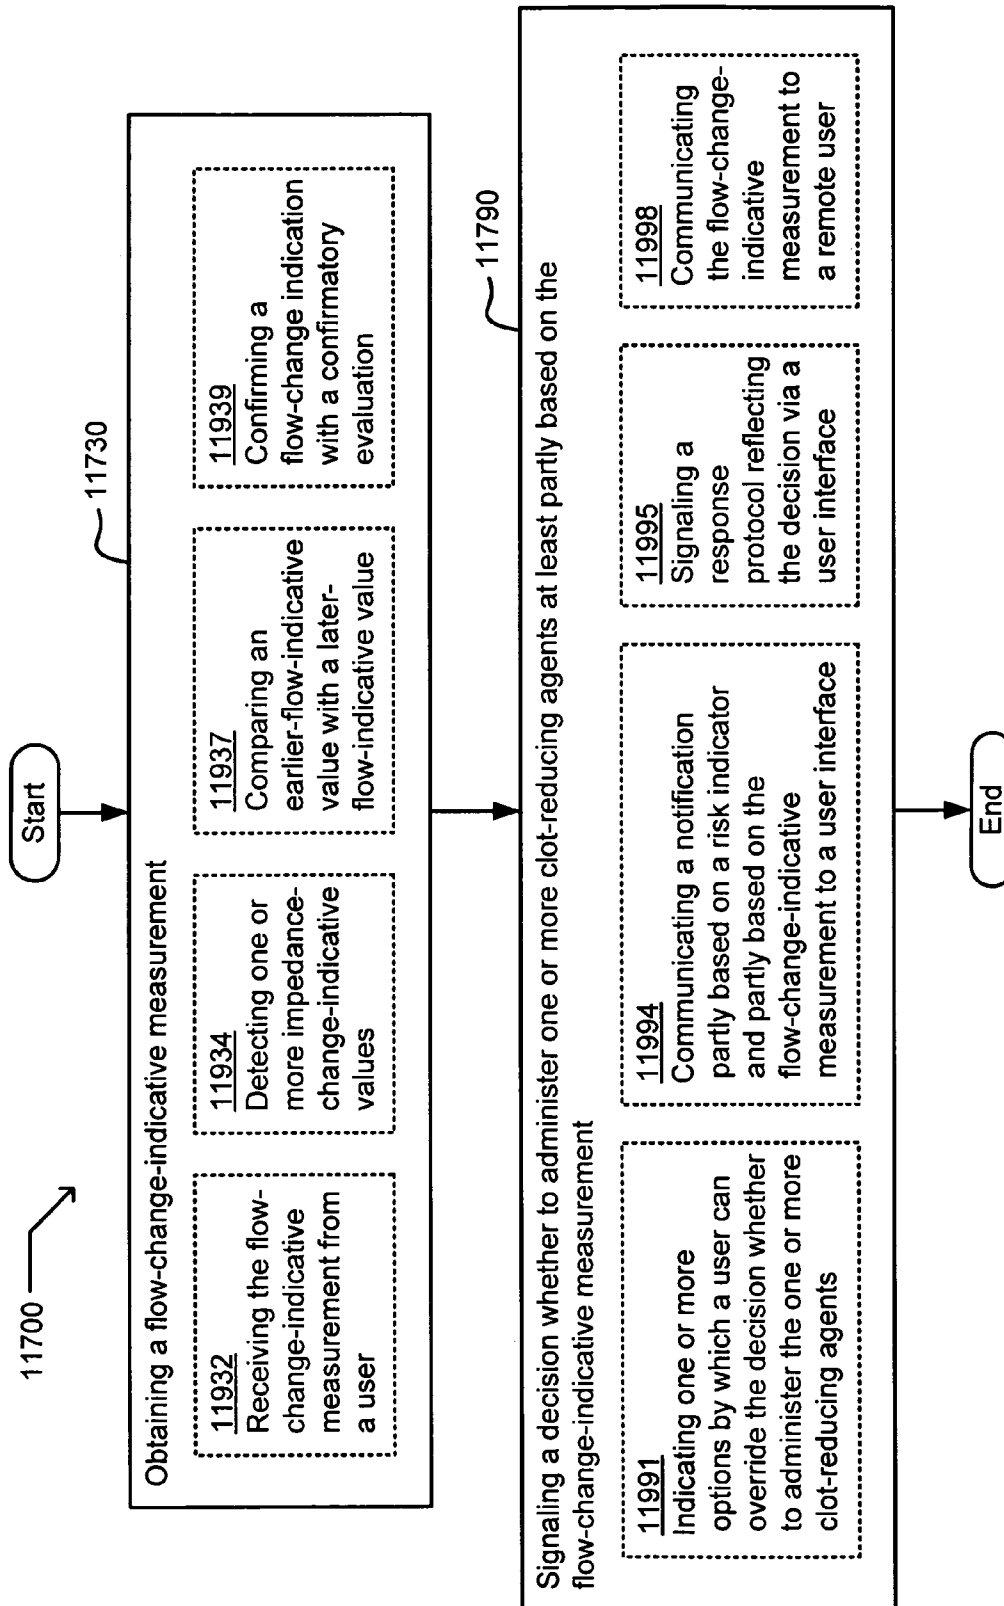 11700
Start
11730
Obtaining a flow-change-indicative measurement
11932
Receiving the flow-
change-indicative
measurement from
a user
11934
Detecting one or
more impedance-
change-indicative
values
11937
Comparing an
earlier-flow-indicative
value with a later-
flow-indicative value
11939
Confirming a
flow-change indication
with a confirmatory
evaluation
11790
Signaling a decision whether to administer one or more clot-reducing agents at least partly based on the
flow-change-indicative measurement
11991
Indicating one or more
options by which a user can
override the decision whether
to administer the one or more
clot-reducing agents
11994
Communicating a notification
partly based on a risk indicator
and partly based on the
flow-change-indicative
measurement to a user interface
11995
Signaling a
response
protocol reflecting
the decision via a
user interface
11998
Communicating
the flow-change-
indicative
measurement to
a remote user
End